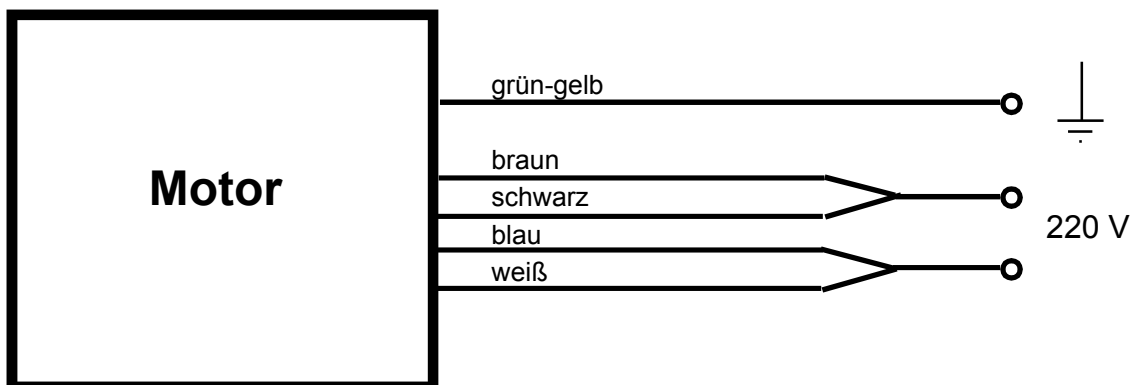 grün-gelb
braun
Motor
schwarz
blau
220 V
weiß